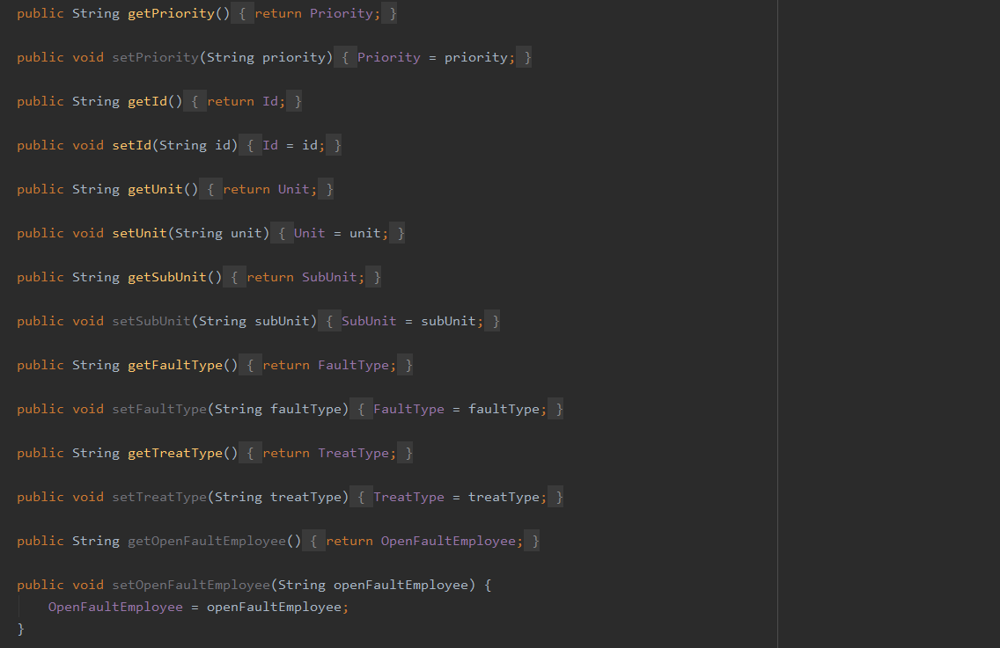 public String getPriority() { return Priority; }
public void setPriority(String priority) { Priority = priority; }
public String getId() { return Id; }
public void setId(String id) { Id = id; }
public String getUnit() { return Unit; }
public void setUnit(String unit) { Unit = unit; }
public String getSubUnit() { return SubUnit; }
public void setSubUnit(String subUnit) { SubUnit = subUnit; }
public String getFaultType() { return FaultType; }
public void setFaultType(String faultType) { FaultType = faultType; }
public String getTreatType() { return TreatType; }
public void setTreatType(String treatType) { TreatType = treatType; }
public String getOpenFaultEmployee() { return OpenFaultEmployee; }
public void setOpenFaultEmployee(String openFaultEmployee) {
    OpenFaultEmployee = openFaultEmployee;
}